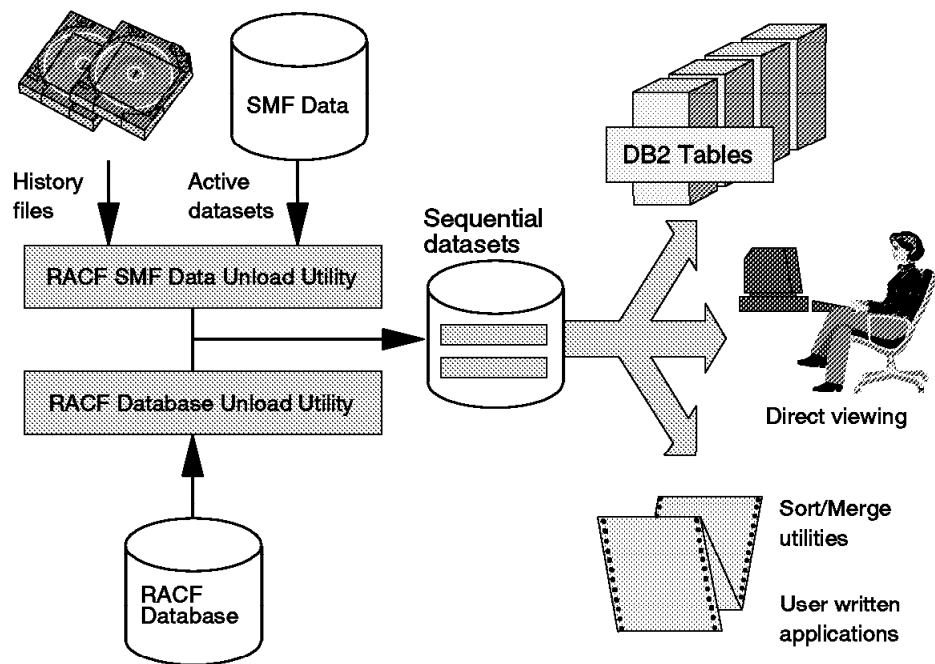 SMF Data
DB2 Tables
History
files
Active
datasets
Sequential
datasets
RACF SMF Data Unload Utility
RACF Database Unload Utility
Direct viewing
RACF
Database
Sort/Merge
utilities
User written
applications